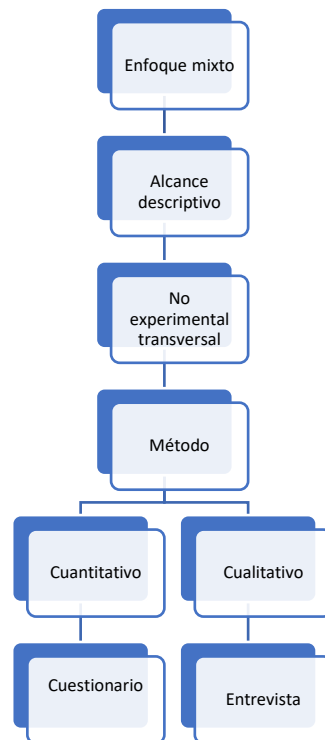 Enfoque mixto
Alcance
descriptivo
No
experimental
transversal
Método
Cuantitativo
Cualitativo
Cuestionario
Entrevista